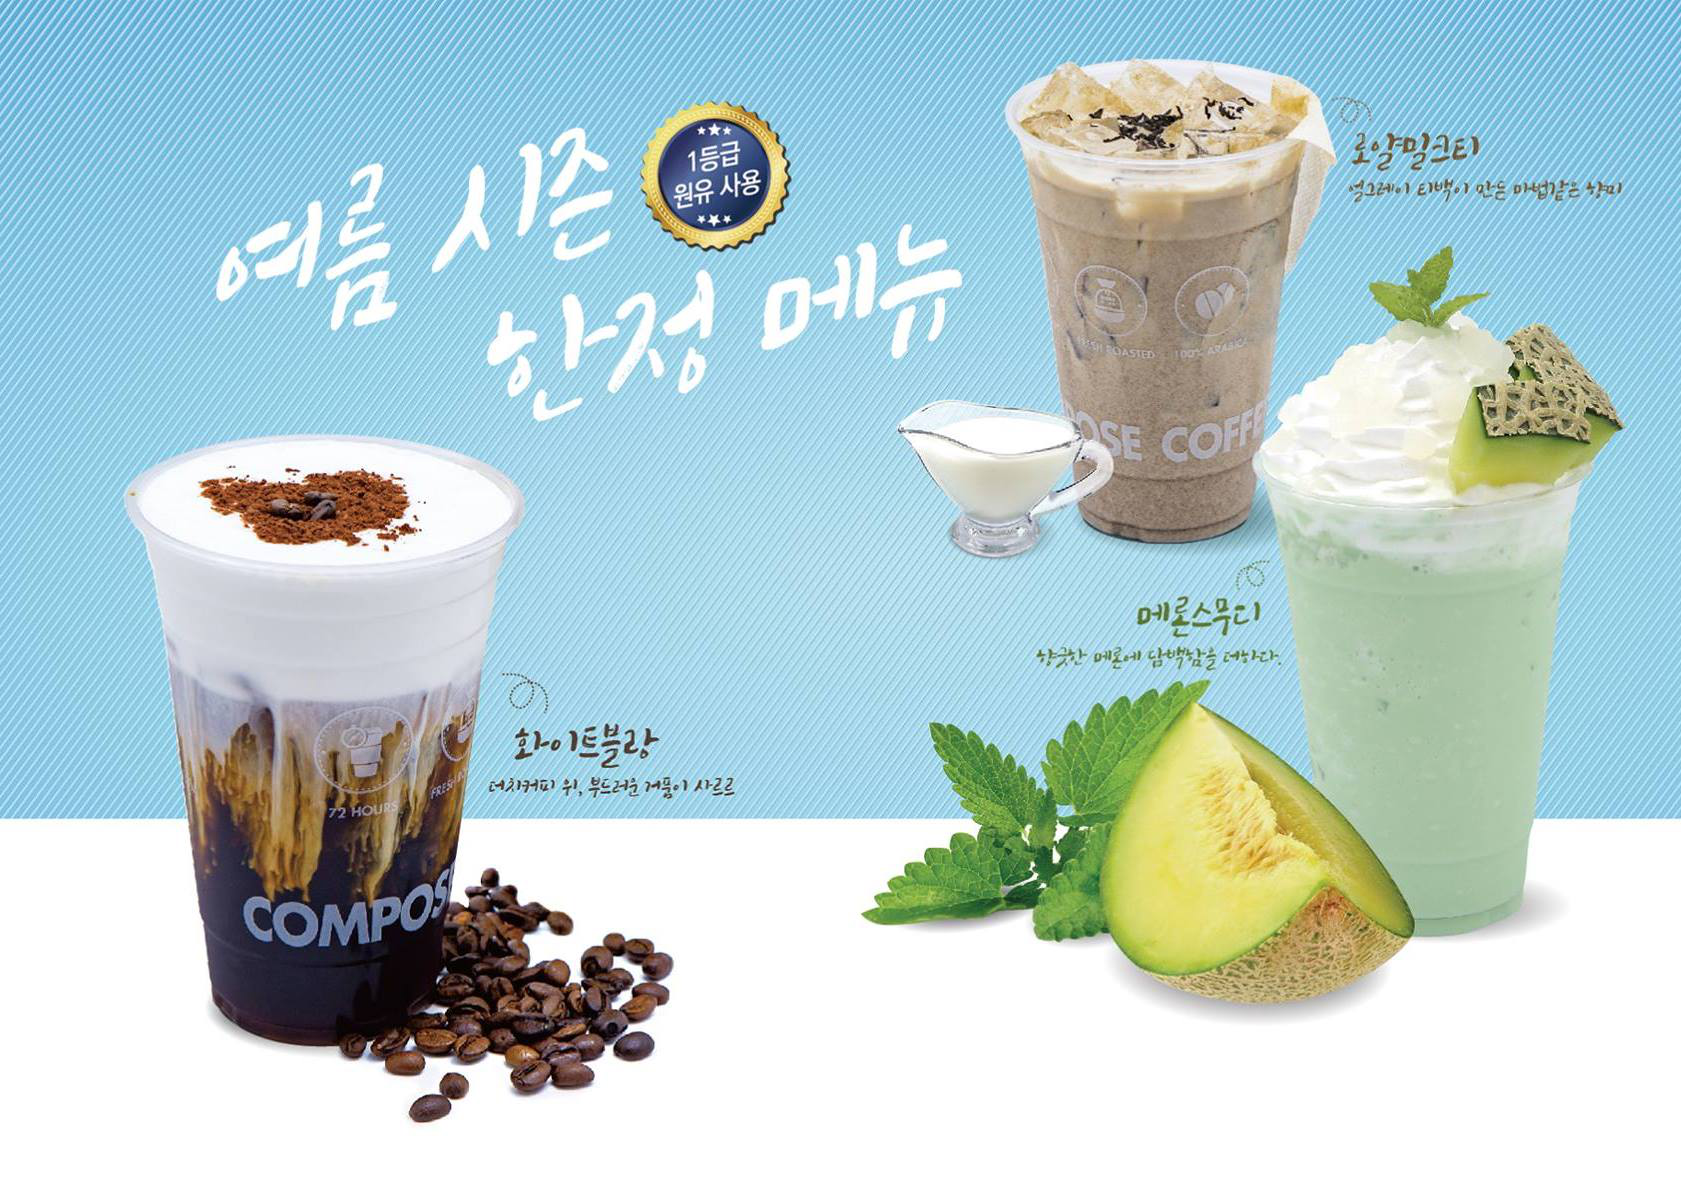 여름 시즌
한정 메뉴
1등급
원유 사용
로얄밀크티
얼그레이 티백이 만든 마법같은 향미
FRESH ROASTED
100% ARABICA
POSE COFFE
메론스무디
향긋한 메론에 담백함을 더하다.
화이트블랑
더치커피 위, 부드러운 거품이 사르르
72 HOURS
FRESH
COMPOSE